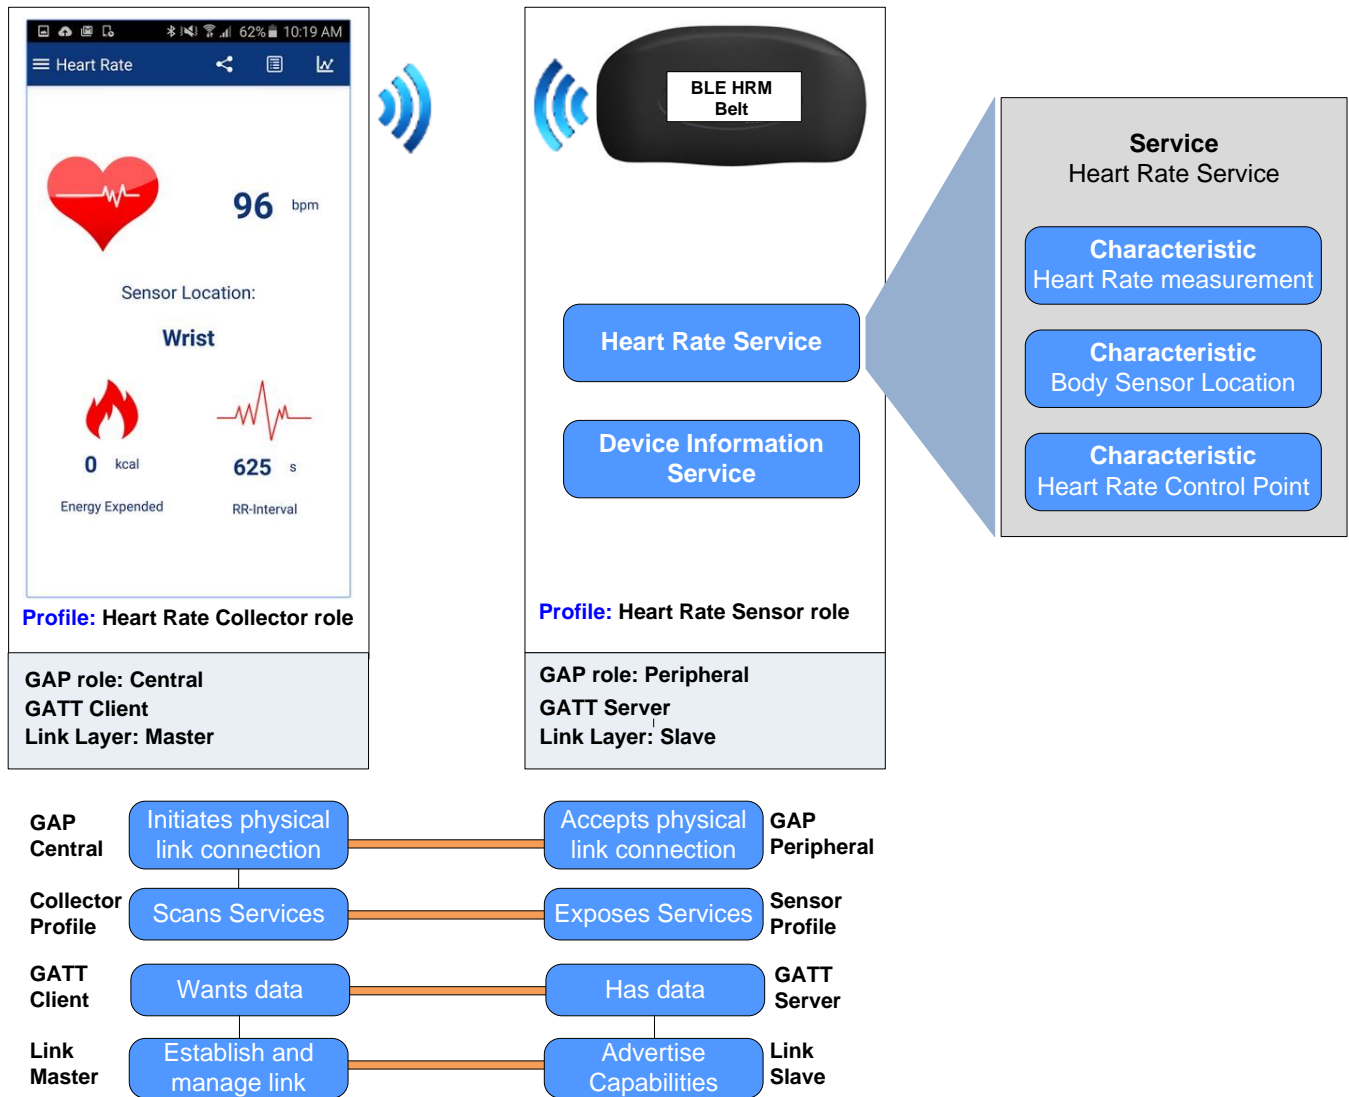 62% 10:19 AM
Heart Rate
96 bpm
Sensor Location:
Wrist
0 kcal
625 s
Energy Expended
RR-Interval
Profile: Heart Rate Collector role
GAP role: Central
GATT Client
Link Layer: Master
BLE HRM
Belt
Heart Rate Service
Device Information
Service
Profile: Heart Rate Sensor role
GAP role: Peripheral
GATT Server
Link Layer: Slave
Service
Heart Rate Service
Characteristic
Heart Rate measurement
Characteristic
Body Sensor Location
Characteristic
Heart Rate Control Point
GAP
Central
Initiates physical
link connection
Accepts physical
link connection
GAP
Peripheral
Collector
Profile
Scans Services
Exposes Services
Sensor
Profile
GATT
Client
Wants data
Has data
GATT
Server
Link
Master
Establish and
manage link
Advertise
Capabilities
Link
Slave